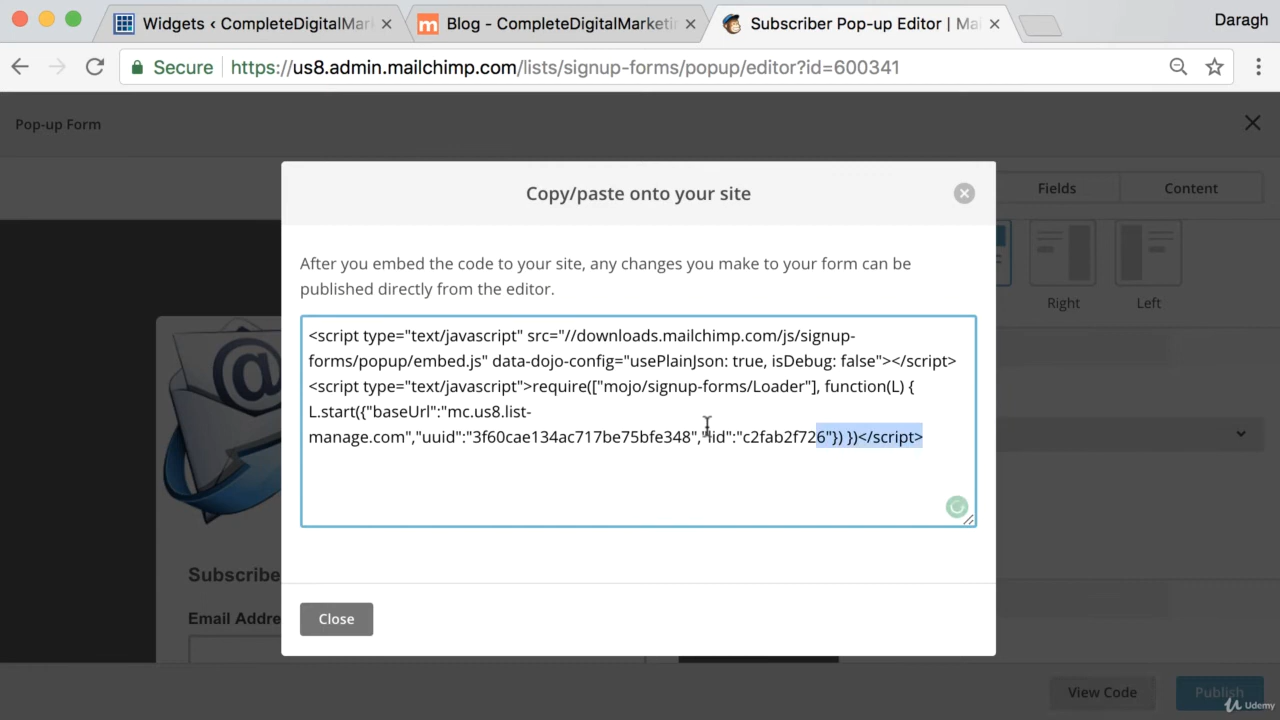 Widgets ‹ CompleteDigitalMar
Blog - CompleteDigitalMarketin
Subscriber Pop-up Editor | Mai
Daragh
Secure
https://us8.admin.mailchimp.com/lists/signup-forms/popup/editor?id=600341
Pop-up Form
Fields
Content
Right
Left
Copy/paste onto your site
After you embed the code to your site, any changes you make to your form can be
published directly from the editor.
<script type="text/javascript" src="//downloads.mailchimp.com/js/signup-
forms/popup/embed.js" data-dojo-config="usePlainJson: true, isDebug: false"></script>
<script type="text/javascript">require(["mojo/signup-forms/Loader"], function(L) {
L.start({"baseUrl":"mc.us8.list-
manage.com","uuid":"3f60cae134ac717be75bfe348","lid":"c2fab2f726"}) })</script>
Subscribe
Email Addre
Close
View Code
Publish
Udemy